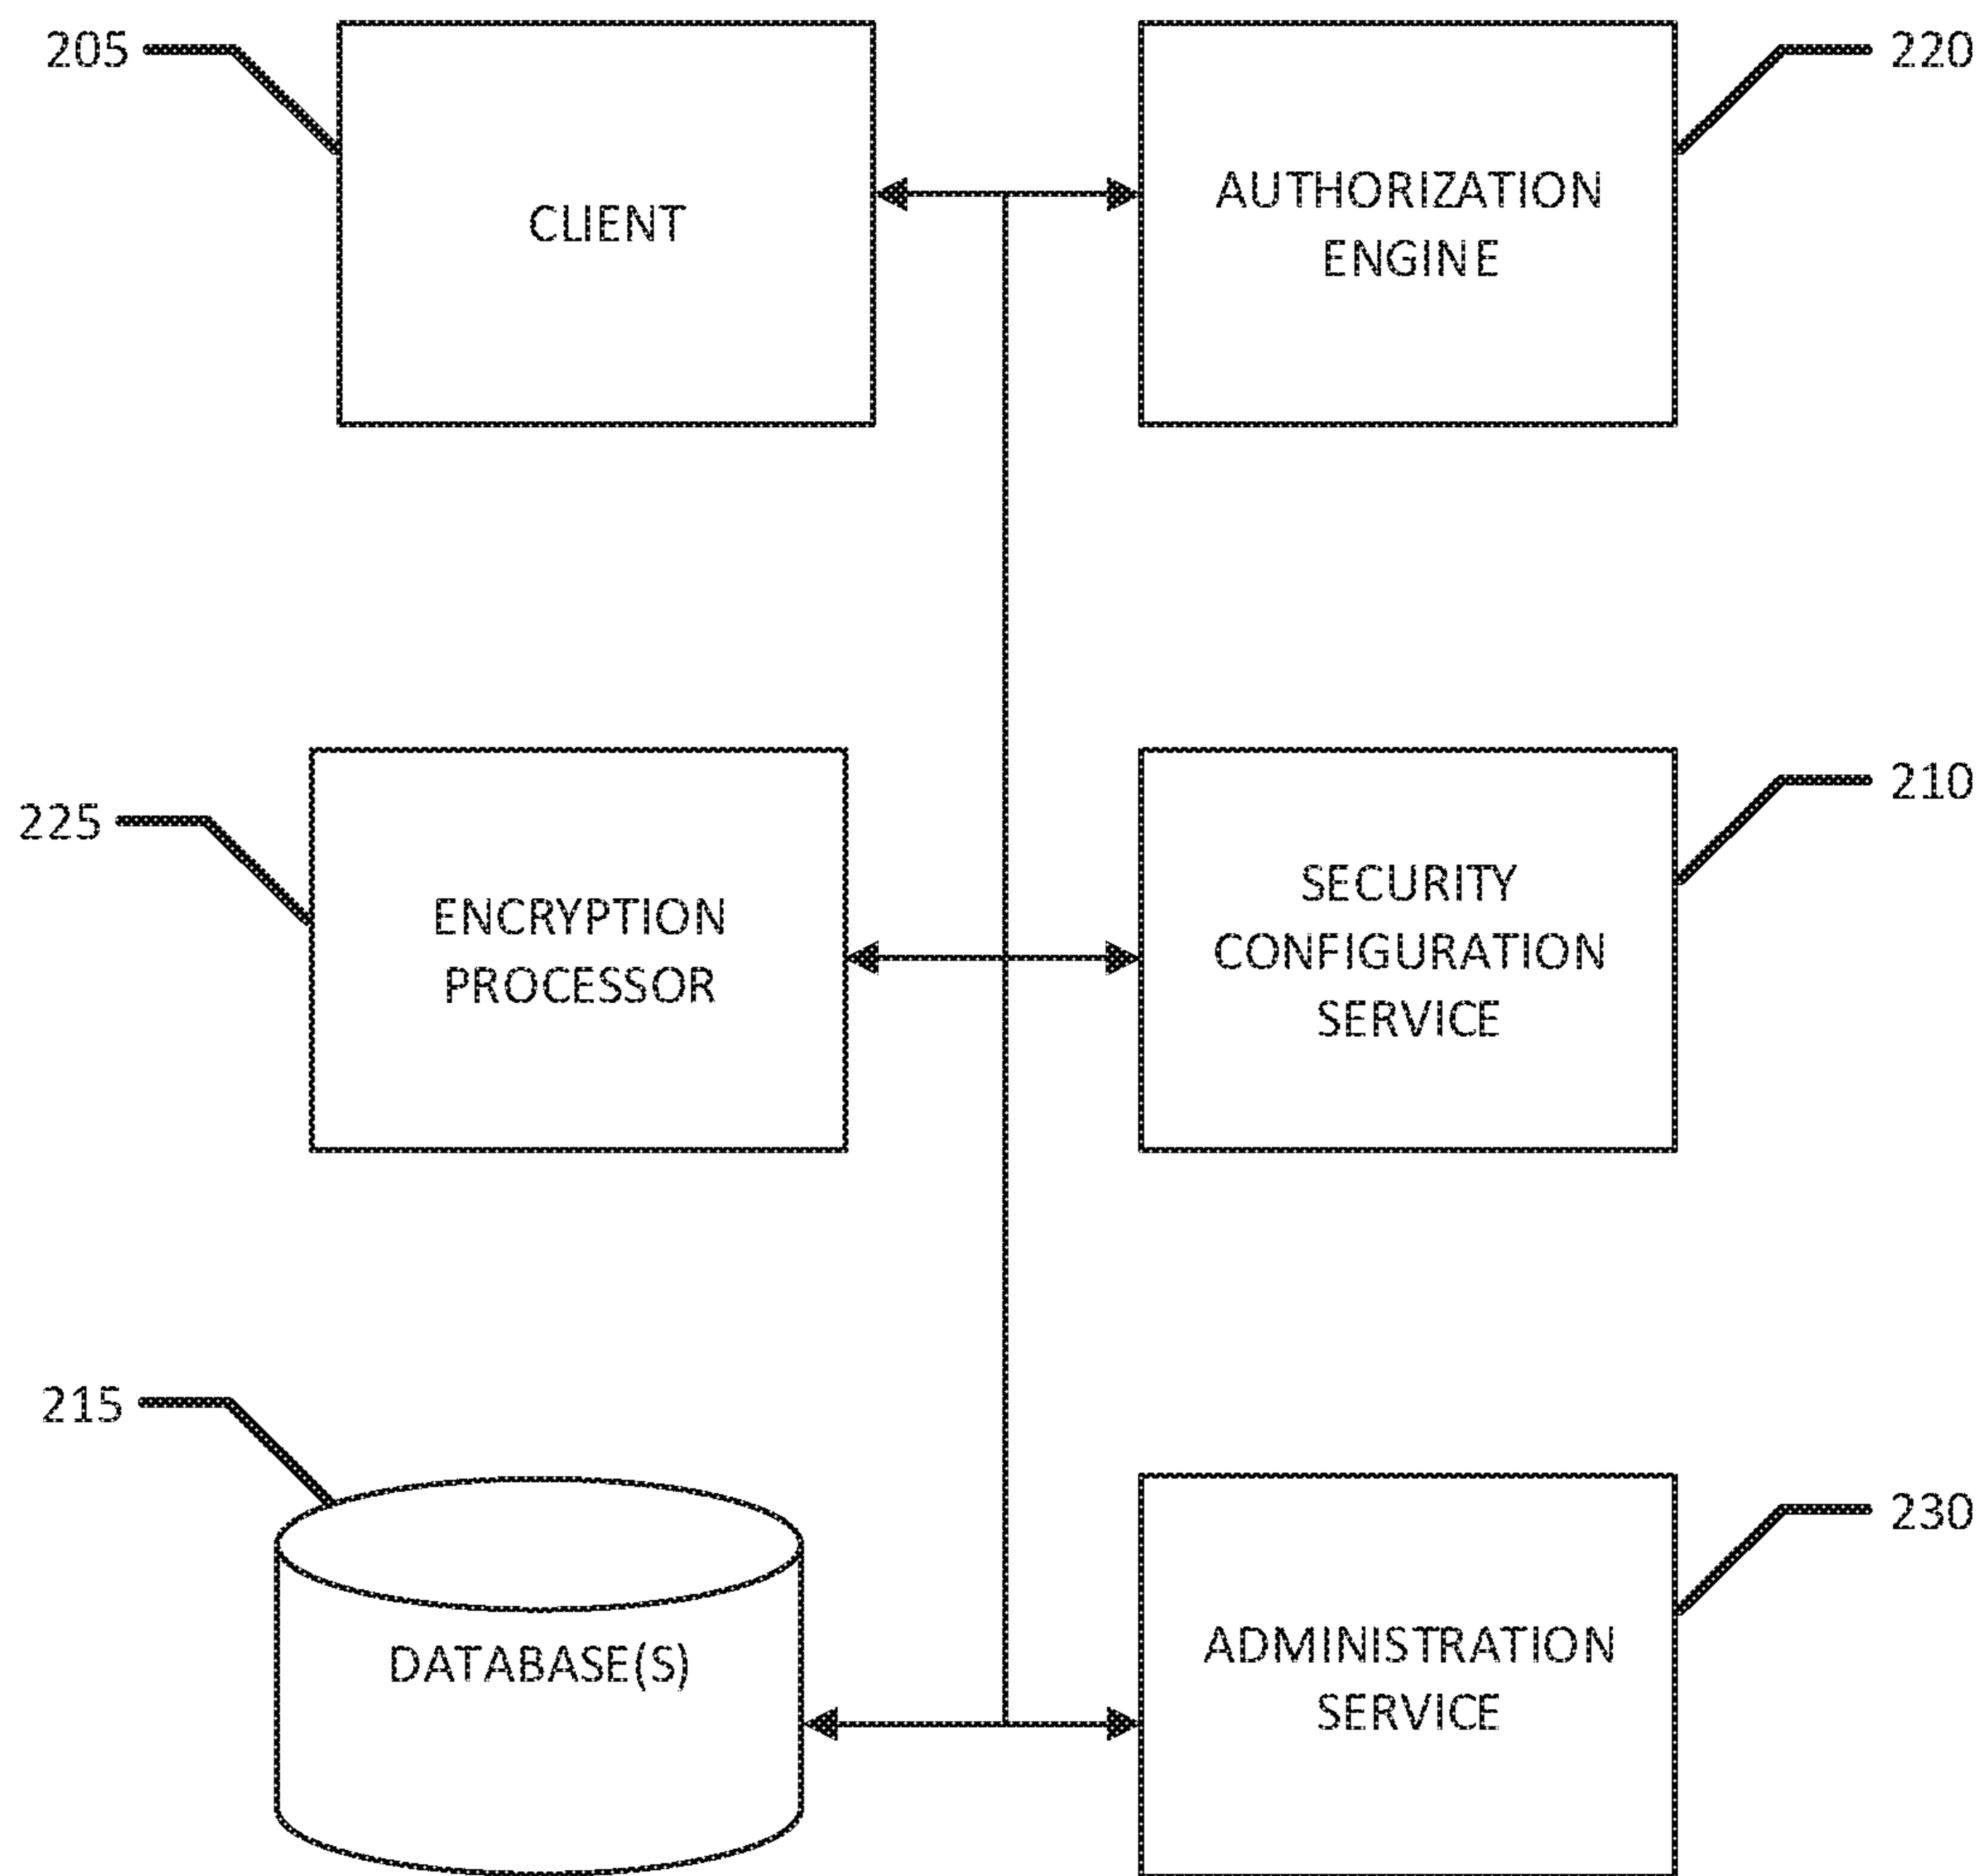 205
CLIENT
220
AUTHORIZATION
ENGINE
225
ENCRYPTION
PROCESSOR
210
SECURITY
CONFIGURATION
SERVICE
215
DATABASE(S)
230
ADMINISTRATION
SERVICE